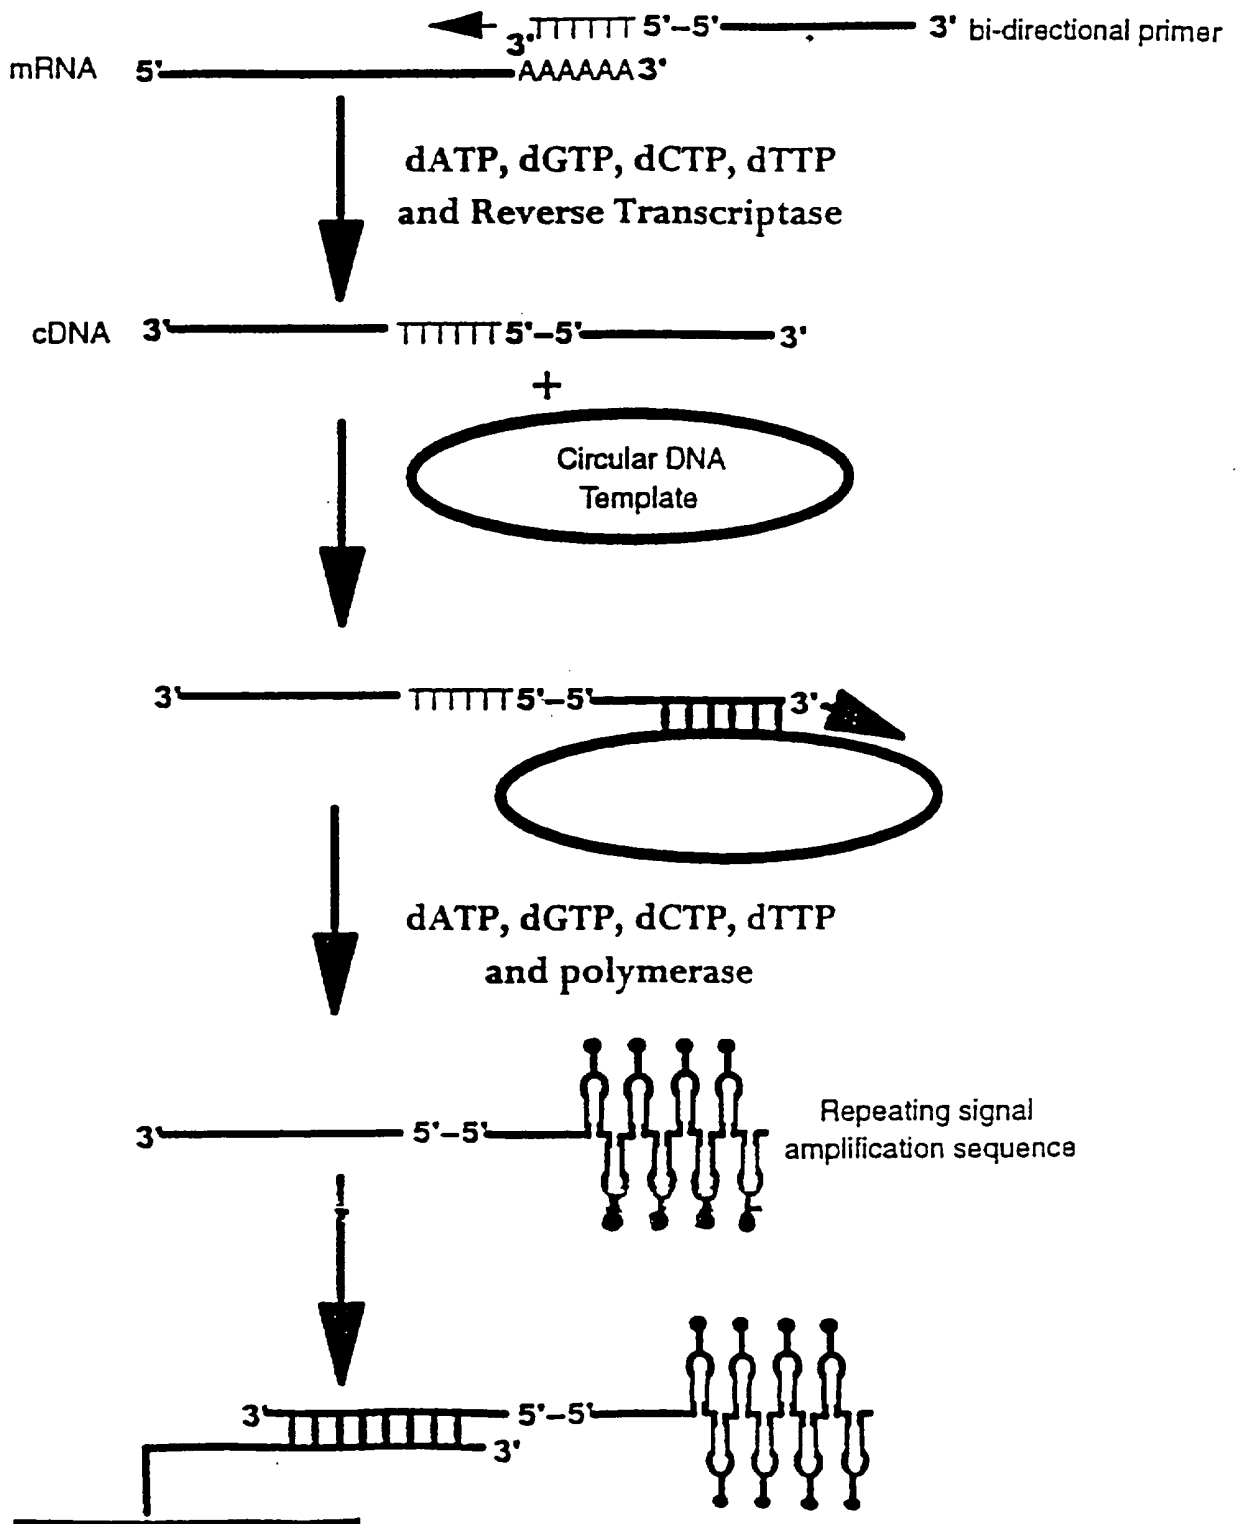 3' TTTTTT 5'–5' 3' bi-directional primer
mRNA 5' AAAAAA 3'
dATP, dGTP, dCTP, dTTP
and Reverse Transcriptase
cDNA 3' TTTTTT 5'–5' 3'
+
Circular DNA
Template
3' TTTTTT 5'–5' 3'
dATP, dGTP, dCTP, dTTP
and polymerase
3' 5'–5'
Repeating signal
amplification sequence
3' 5'–5'
3'